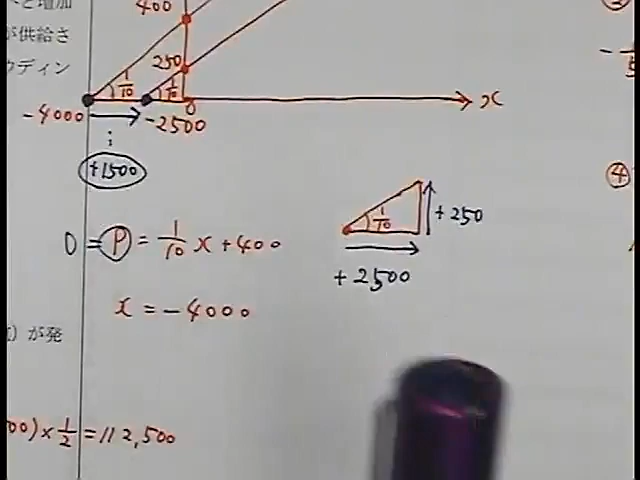 と増加
が供給さ
ウディン
400
250
1/10
1/10
0
x
-4000
-2500
+1500
0 = P = 1/10 x + 400
x = -4000
1/10
+250
+2500
④
が発
00) × 1/2 = 112,500